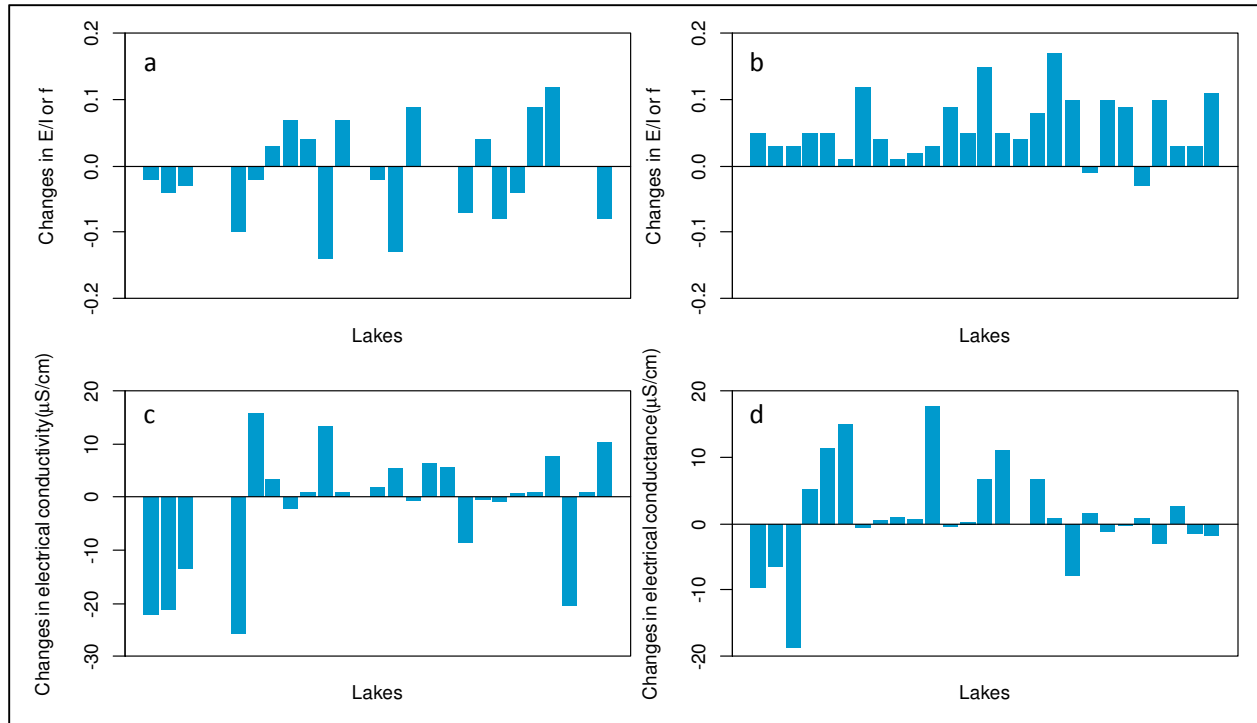 a
Changes in E/I or f
0.2
0.1
0.0
-0.1
-0.2
Lakes
b
Changes in E/I or f
0.2
0.1
0.0
-0.1
-0.2
Lakes
c
Changes in electrical conductivity(µS/cm)
20
10
0
-10
-20
-30
Lakes
d
Changes in electrical conductance(µS/cm)
20
10
0
-10
-20
Lakes